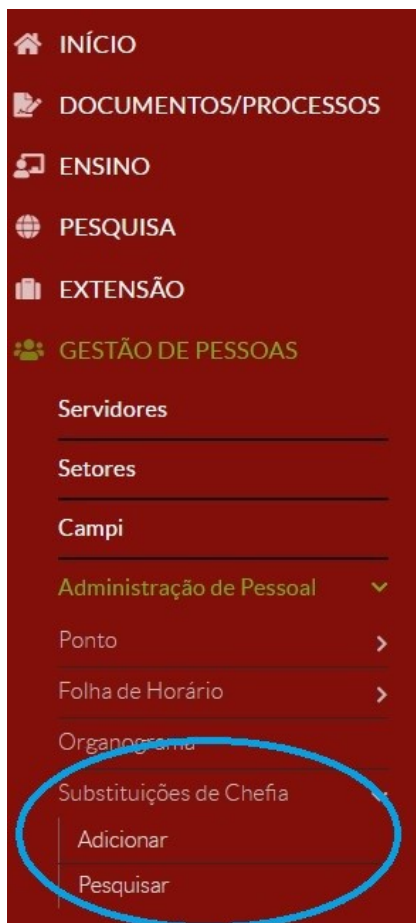 INÍCIO
DOCUMENTOS/PROCESSOS
ENSINO
PESQUISA
EXTENSÃO
GESTÃO DE PESSOAS
Servidores
Setores
Campi
Administração de Pessoal
Ponto
Folha de Horário
Organograma
Substituições de Chefia
Adicionar
Pesquisar